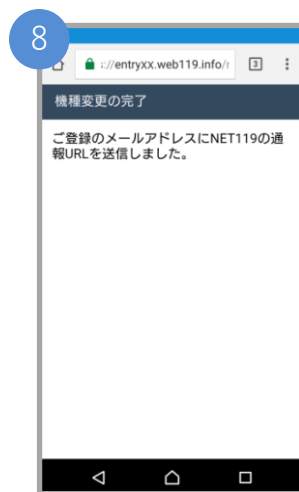 8
://entryxx.web119.info/r
3
機種変更の完了
ご登録のメールアドレスにNET119の通
報URLを送信しました。